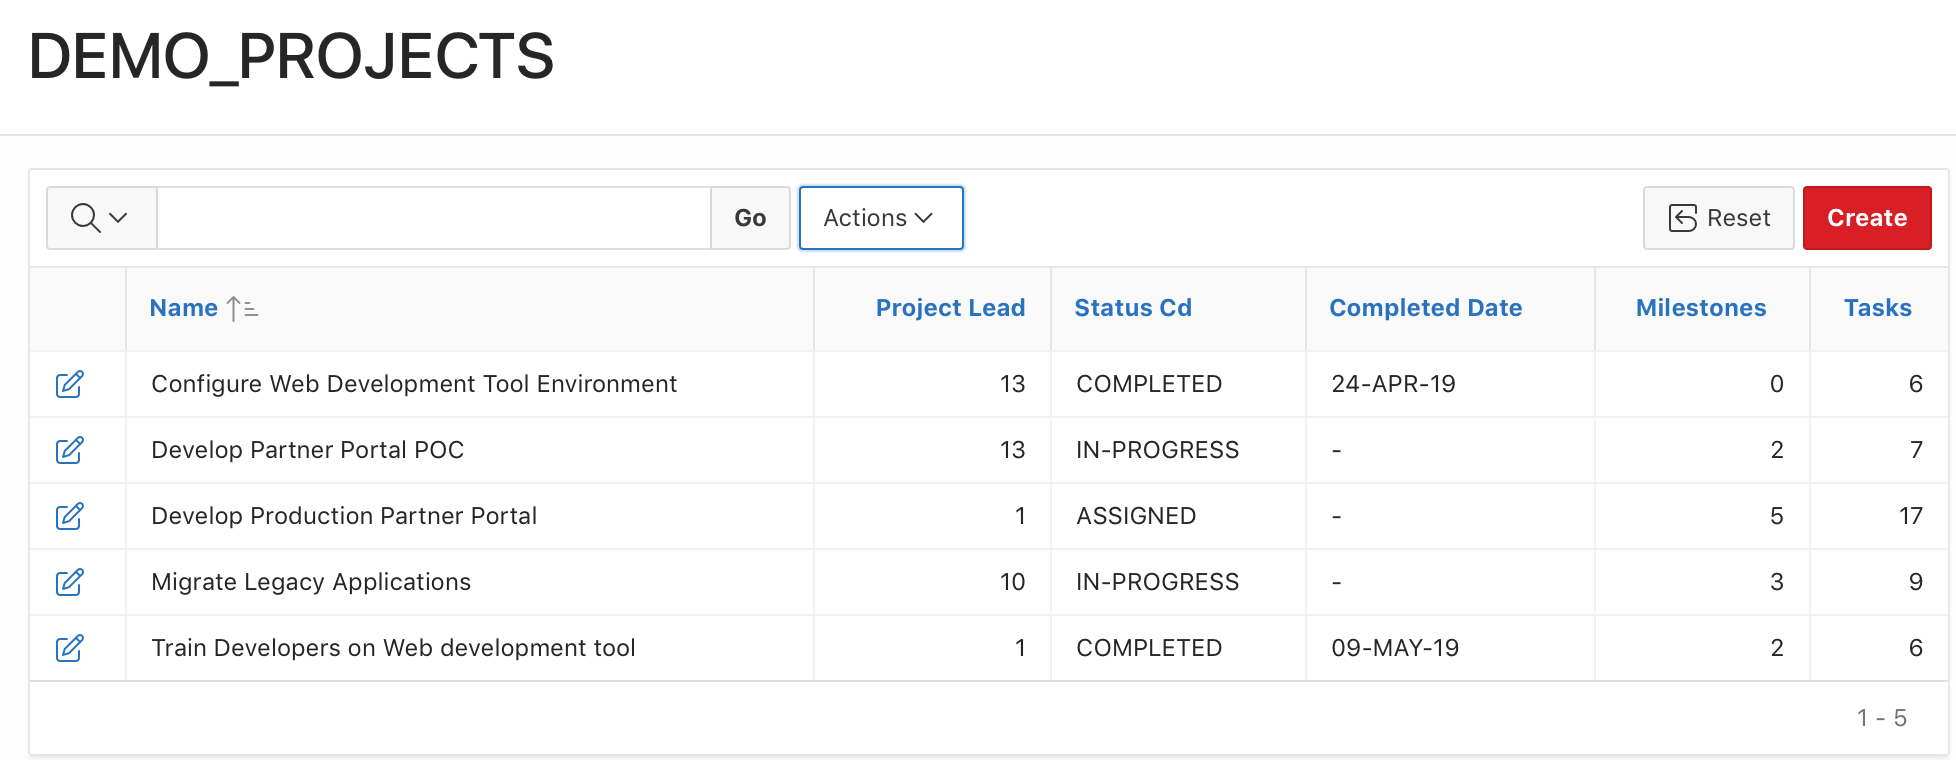 DEMO_PROJECTS
Go Actions Reset Create
Name Project Lead Status Cd Completed Date Milestones Tasks
Configure Web Development Tool Environment 13 COMPLETED 24-APR-19 0 6
Develop Partner Portal POC 13 IN-PROGRESS - 2 7
Develop Production Partner Portal 1 ASSIGNED - 5 17
Migrate Legacy Applications 10 IN-PROGRESS - 3 9
Train Developers on Web development tool 1 COMPLETED 09-MAY-19 2 6
1 - 5